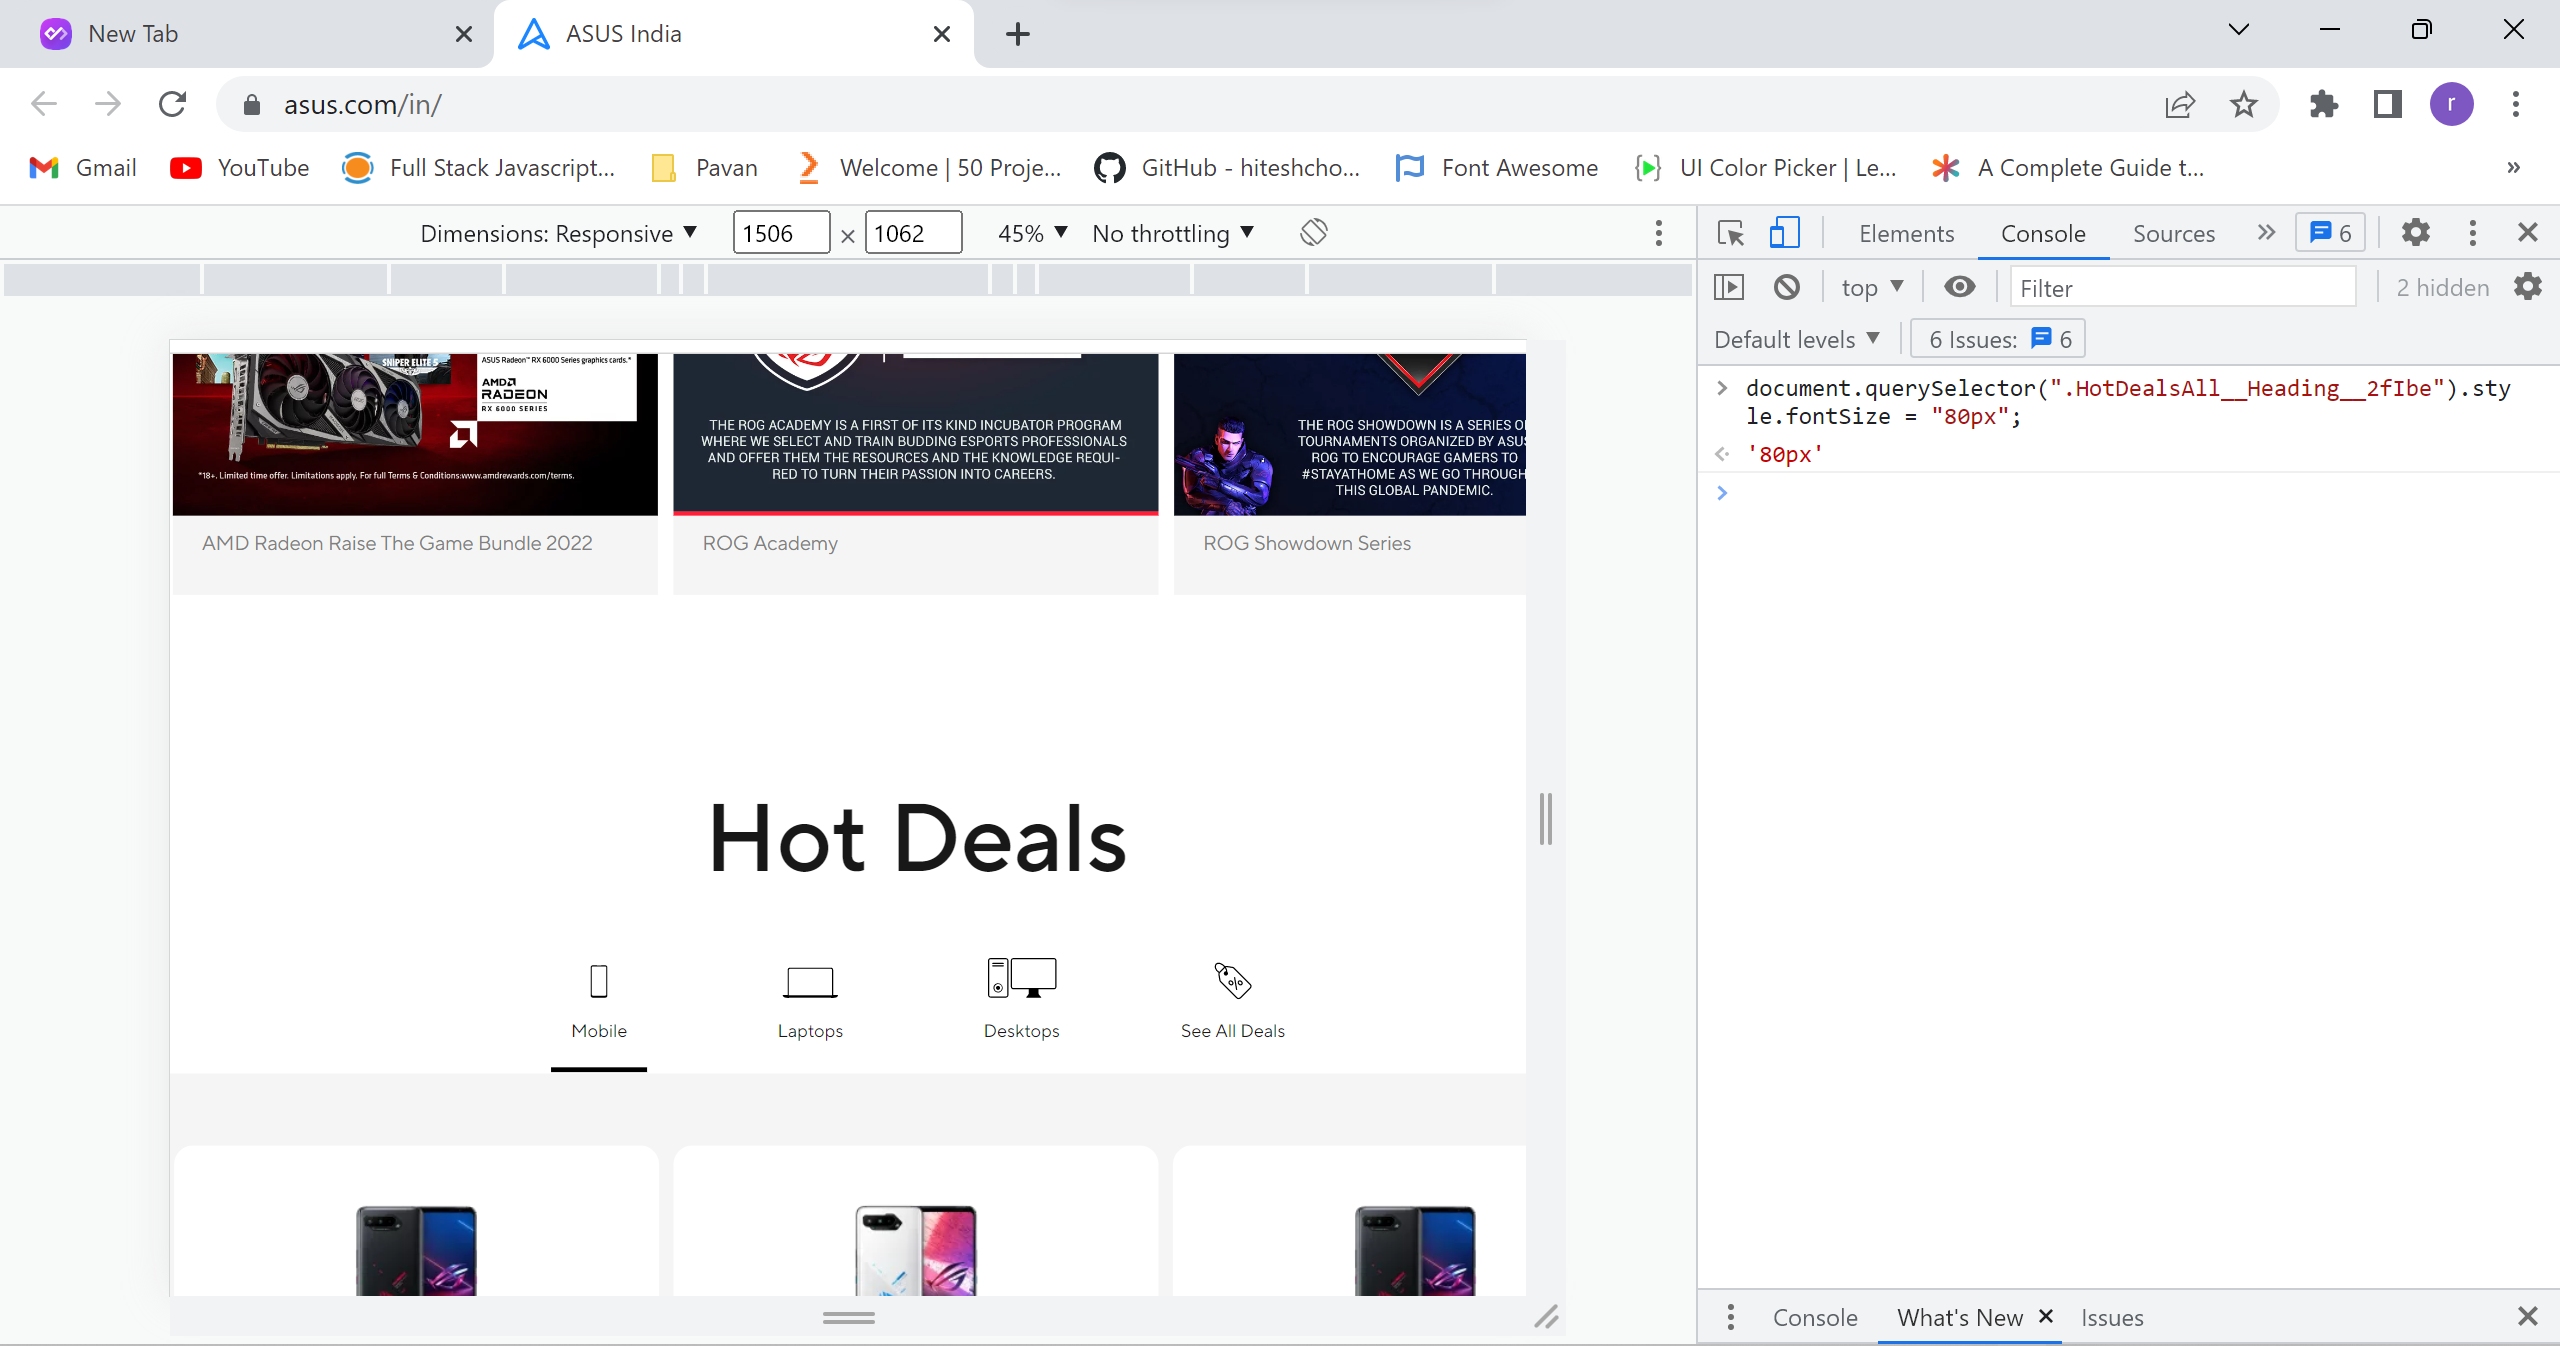 New Tab
ASUS India
asus.com/in/
r
Gmail
YouTube
Full Stack Javascript...
Pavan
Welcome | 50 Proje...
GitHub - hiteshcho...
Font Awesome
UI Color Picker | Le...
A Complete Guide t...
»
Dimensions: Responsive
1506 × 1062
45%
No throttling
Elements
Console
Sources
6
top
Filter
2 hidden
Default levels
6 Issues: 6
document.querySelector(".HotDealsAll__Heading__2fIbe").sty
le.fontSize = "80px";
'80px'
SNIPER ELITE 5
ASUS Radeon™ RX 6000 Series graphics cards.*
AMD
RADEON
RX 6000 SERIES
*18+. Limited time offer. Limitations apply. For full Terms & Conditions:www.amdrewards.com/terms.
AMD Radeon Raise The Game Bundle 2022
THE ROG ACADEMY IS A FIRST OF ITS KIND INCUBATOR PROGRAM
WHERE WE SELECT AND TRAIN BUDDING ESPORTS PROFESSIONALS
AND OFFER THEM THE RESOURCES AND THE KNOWLEDGE REQUI-
RED TO TURN THEIR PASSION INTO CAREERS.
ROG Academy
THE ROG SHOWDOWN IS A SERIES O
TOURNAMENTS ORGANIZED BY ASUS
ROG TO ENCOURAGE GAMERS TO
#STAYATHOME AS WE GO THROUGH
THIS GLOBAL PANDEMIC.
ROG Showdown Series
Hot Deals
Mobile
Laptops
%
Desktops
See All Deals
Console
What's New
Issues